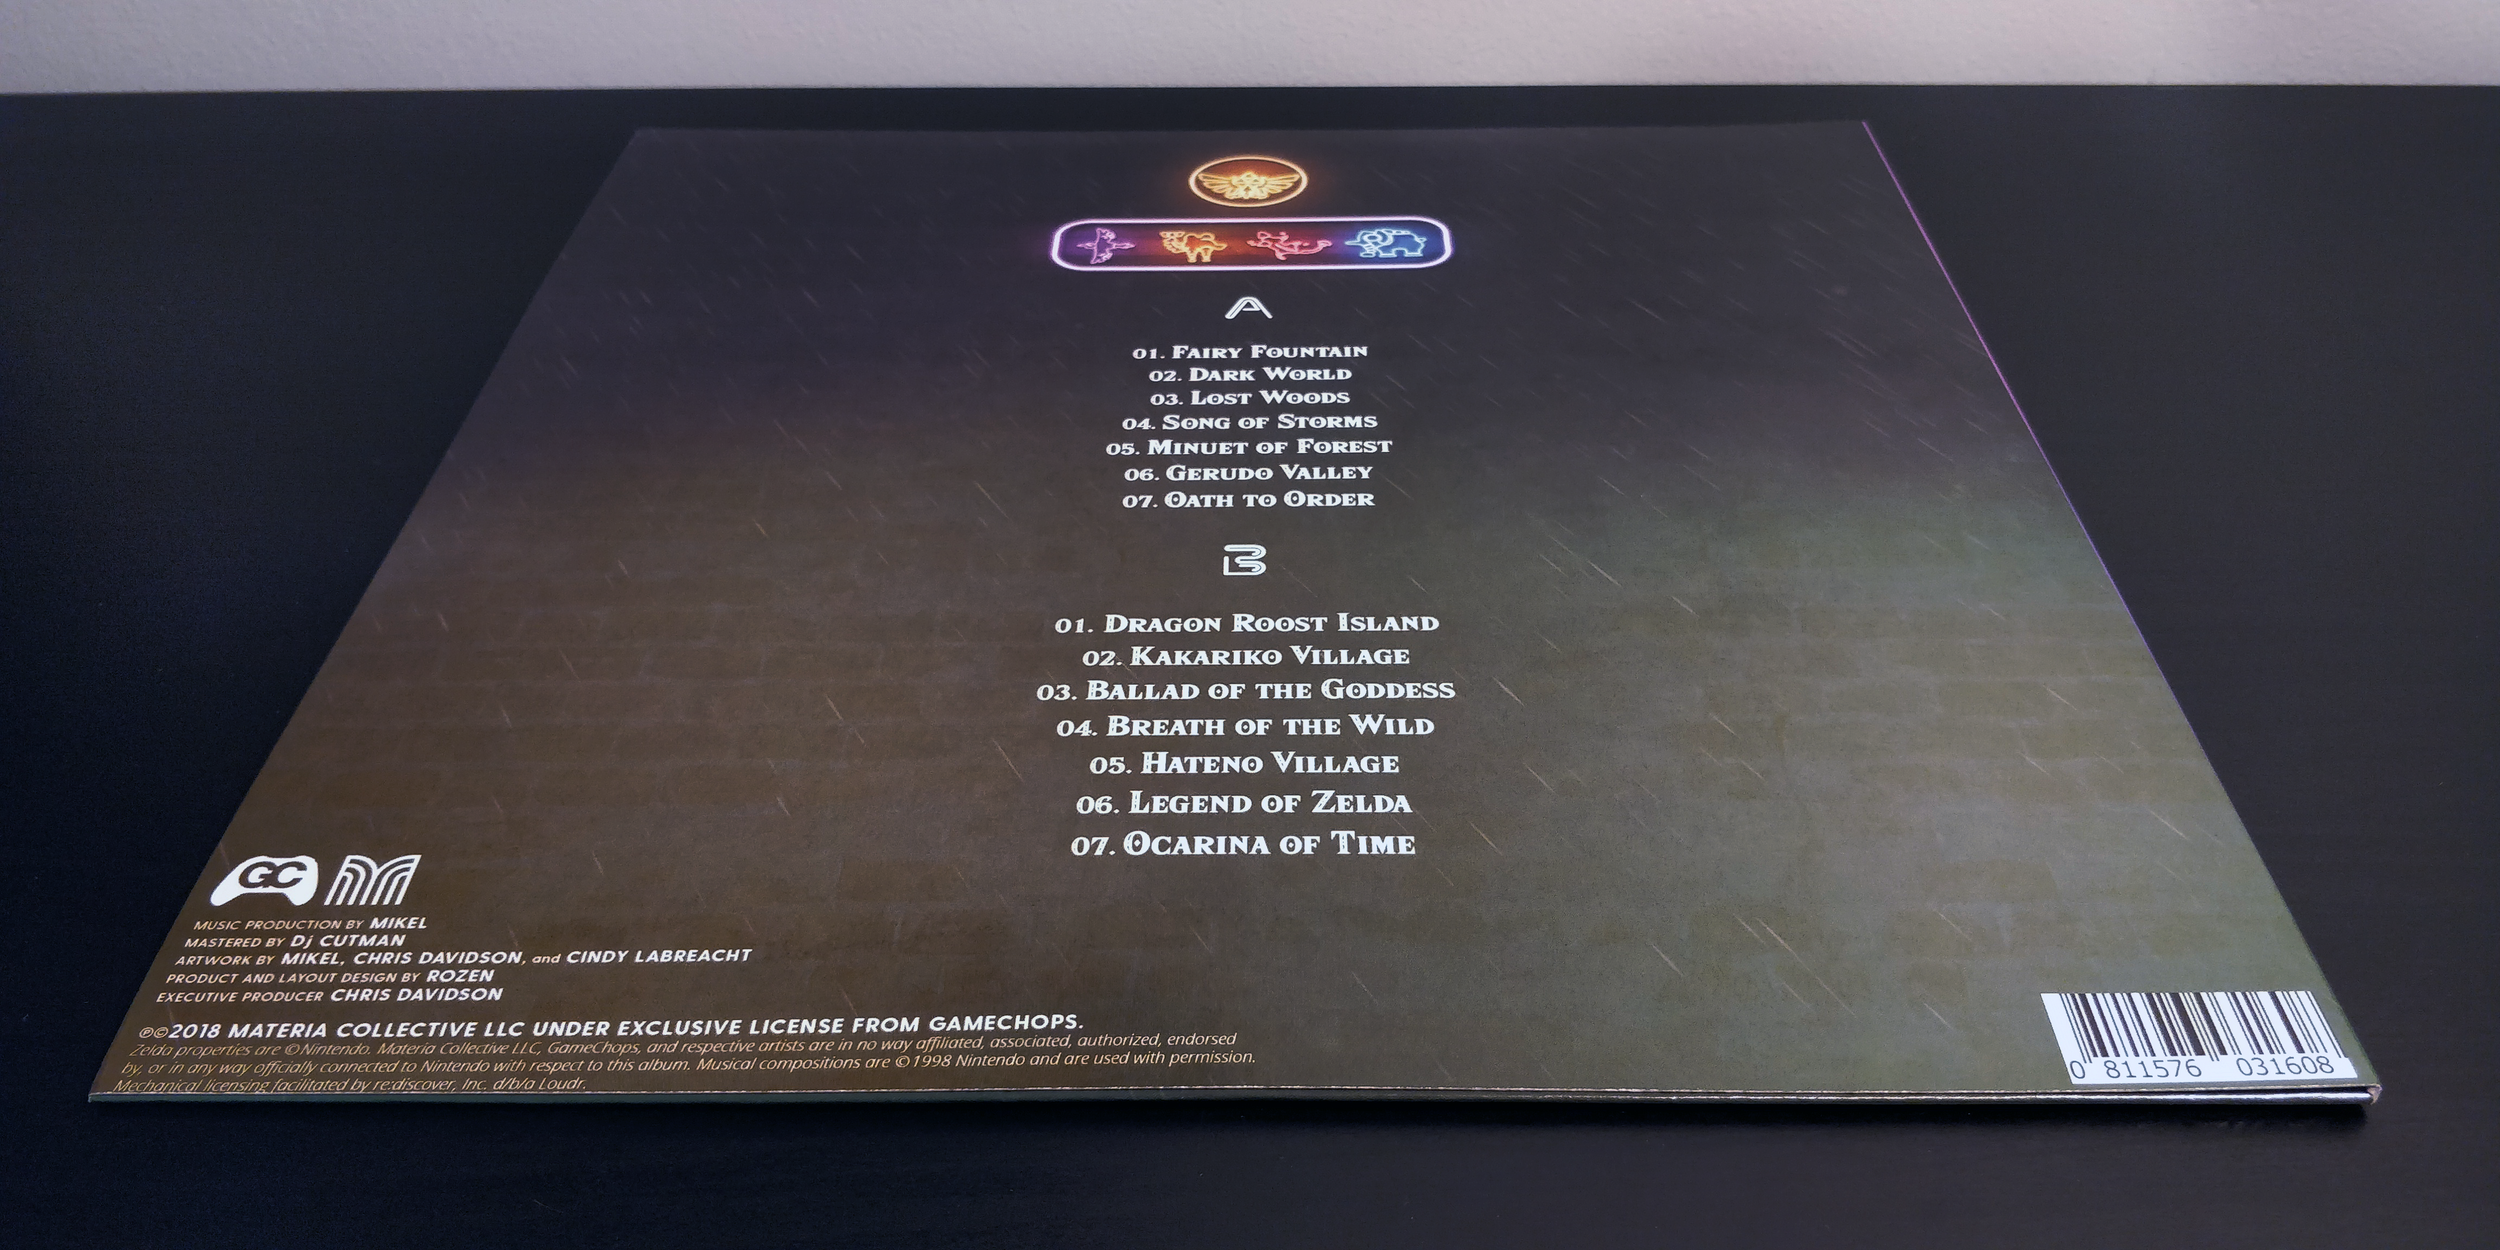 A
01. FAIRY FOUNTAIN
02. DARK WORLD
03. LOST WOODS
04. SONG OF STORMS
05. MINUET OF FOREST
06. GERUDO VALLEY
07. OATH TO ORDER
B
01. DRAGON ROOST ISLAND
02. KAKARIKO VILLAGE
03. BALLAD OF THE GODDESS
04. BREATH OF THE WILD
05. HATENO VILLAGE
06. LEGEND OF ZELDA
07. OCARINA OF TIME
GC M
MUSIC PRODUCTION BY MIKEL
MASTERED BY Dj CUTMAN
ARTWORK BY MIKEL, CHRIS DAVIDSON, and CINDY LABREACHT
PRODUCT AND LAYOUT DESIGN BY ROZEN
EXECUTIVE PRODUCER CHRIS DAVIDSON
℗©2018 MATERIA COLLECTIVE LLC UNDER EXCLUSIVE LICENSE FROM GAMECHOPS.
Zelda properties are ©Nintendo. Materia Collective LLC, GameChops, and respective artists are in no way affiliated, associated, authorized, endorsed
by, or in any way officially connected to Nintendo with respect to this album. Musical compositions are ©1998 Nintendo and are used with permission.
Mechanical licensing facilitated by re:discover, Inc. d/b/a Loudr.
0 811576 031608